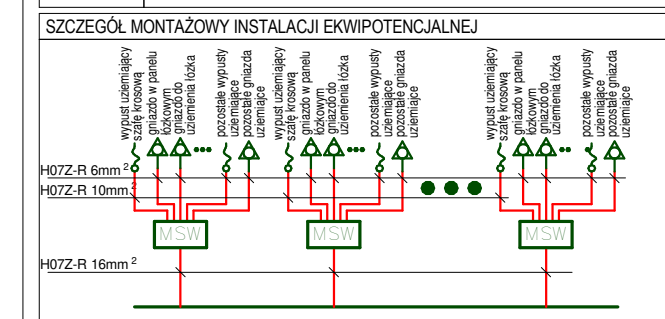 SZCZEGÓŁ MONTAŻOWY INSTALACJI EKWIPOTENCJALNEJ
wypust uziemiający
szafę krosową
gniazdo w panelu
łóżkowym
gniazdo do
uziemienia łóżka
pozostałe wypusty
uziemiające
pozostałe gniazda
uziemiajce
wypust uziemiający
szafę krosową
gniazdo w panelu
łóżkowym
gniazdo do
uziemienia łóżka
pozostałe wypusty
uziemiające
pozostałe gniazda
uziemiajce
wypust uziemiający
szafę krosową
gniazdo w panelu
łóżkowym
gniazdo do
uziemienia łóżka
pozostałe wypusty
uziemiające
pozostałe gniazda
uziemiajce
H07Z-R 6mm²
H07Z-R 10mm²
MSW MSW MSW
H07Z-R 16mm²